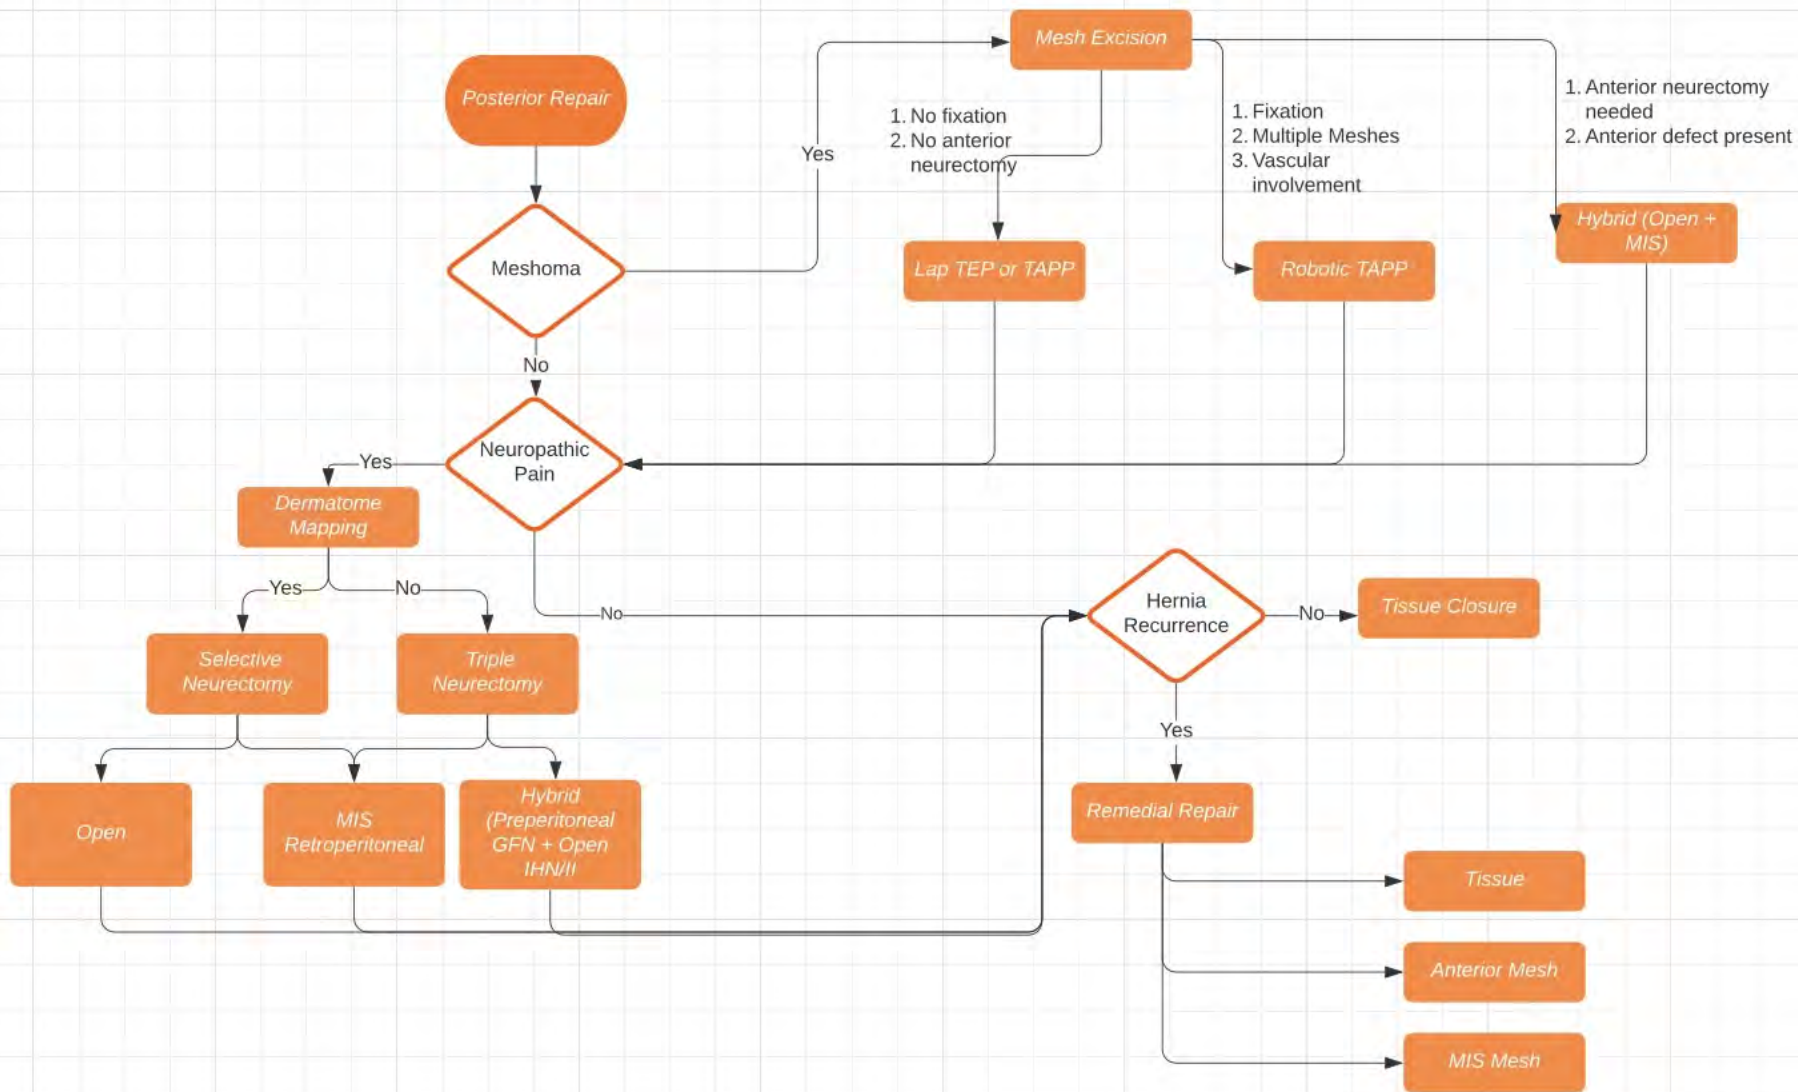 Mesh Excision
Posterior Repair
1. Anterior neurectomy
needed
2. Anterior defect present
1. No fixation
2. No anterior
neurectomy
1. Fixation
2. Multiple Meshes
3. Vascular
involvement
Yes
Meshoma
Lap TEP or TAPP
Robotic TAPP
Hybrid (Open +
MIS)
No
Neuropathic
Pain
Yes
Dermatome
Mapping
Yes
No
No
Hernia
Recurrence
No
Tissue Closure
Selective
Neurectomy
Triple
Neurectomy
Yes
Open
MIS
Retroperitoneal
Hybrid
(Preperitoneal
GFN + Open
IHN/II
Remedial Repair
Tissue
Anterior Mesh
MIS Mesh